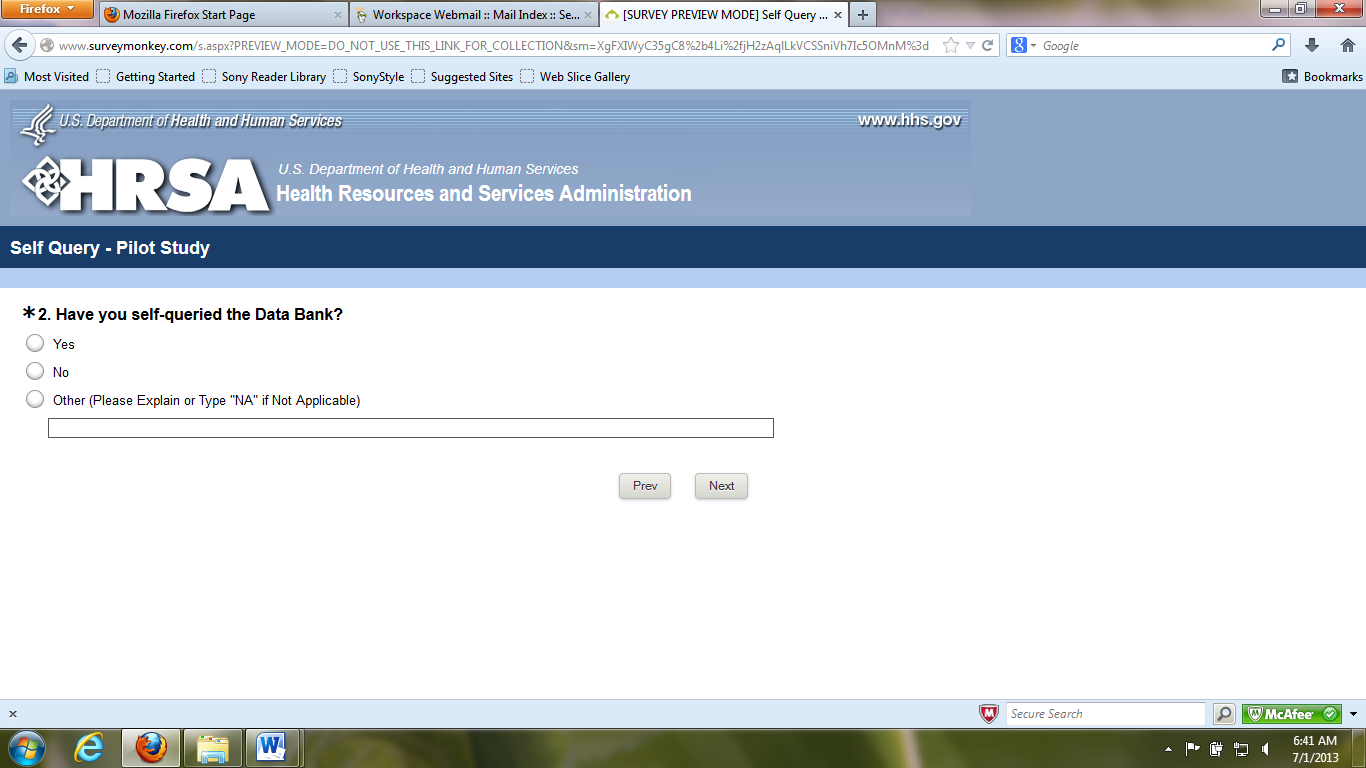 Firefox
Mozilla Firefox Start Page
Workspace Webmail :: Mail Index :: Se...
[SURVEY PREVIEW MODE] Self Query ...
www.surveymonkey.com/s.aspx?PREVIEW_MODE=DO_NOT_USE_THIS_LINK_FOR_COLLECTION&sm=XgFXIWyC35gC8%2b4Li%2fjH2zAqILkVCSSniVh7Ic5OMnM%3d
Google
Most Visited
Getting Started
Sony Reader Library
SonyStyle
Suggested Sites
Web Slice Gallery
Bookmarks
U.S. Department of Health and Human Services
www.hhs.gov
HRSA
U.S. Department of Health and Human Services
Health Resources and Services Administration
Self Query - Pilot Study
*2. Have you self-queried the Data Bank?
Yes
No
Other (Please Explain or Type "NA" if Not Applicable)
Prev
Next
Secure Search
McAfee
6:41 AM
7/1/2013